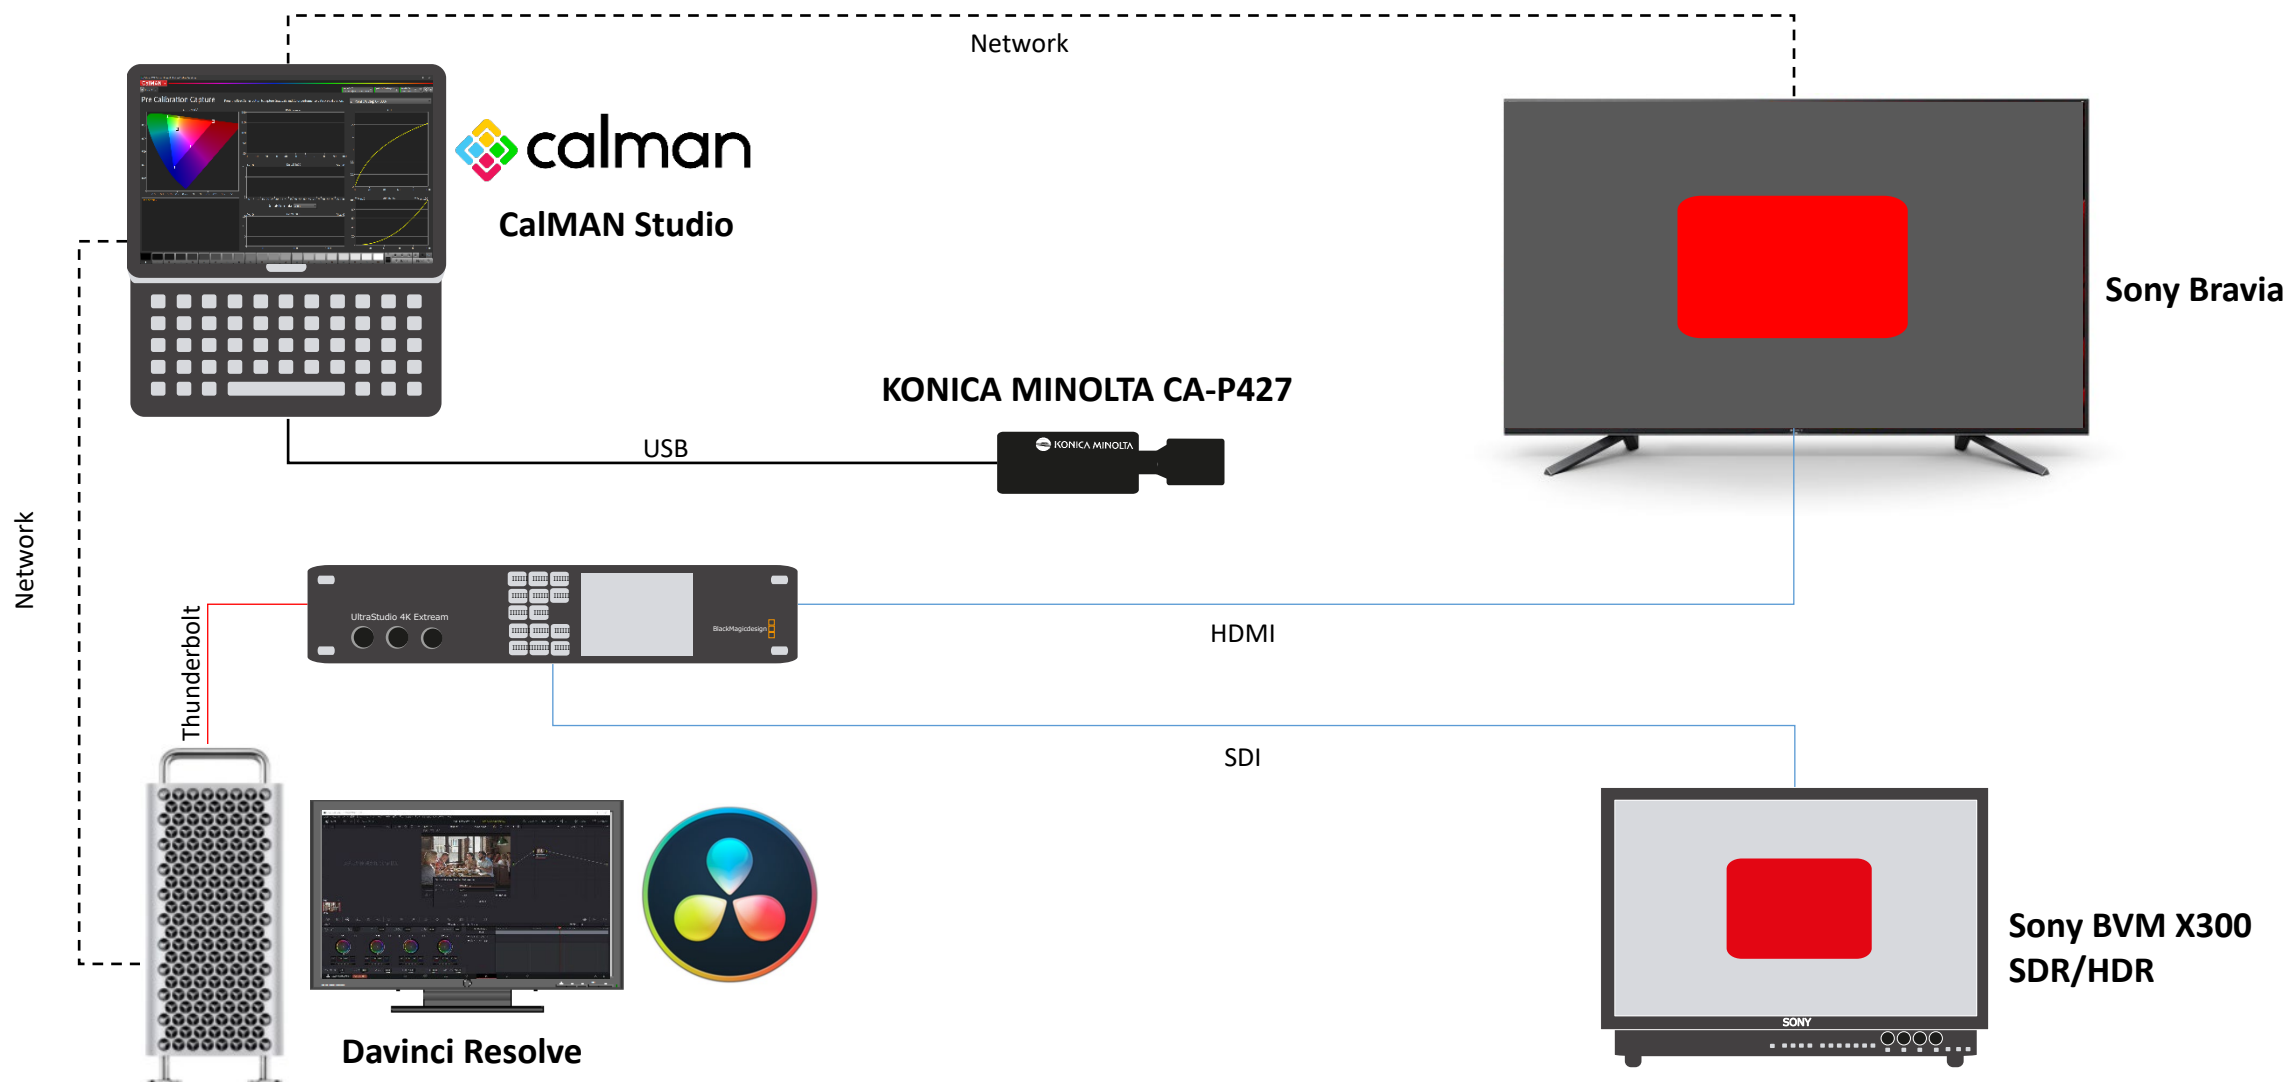 Network
Pre Calibration Capture
calman
CalMAN Studio
Sony Bravia
KONICA MINOLTA CA-P427
KONICA MINOLTA
USB
Network
UltraStudio 4K Extream
BlackMagicdesign
HDMI
Thunderbolt
SDI
Sony BVM X300
SDR/HDR
SONY
Davinci Resolve